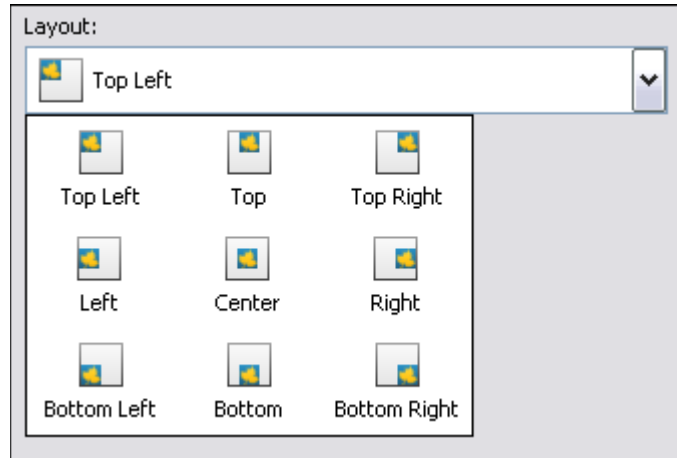 Layout:
Top Left
Top Left Top Top Right
Left Center Right
Bottom Left Bottom Bottom Right